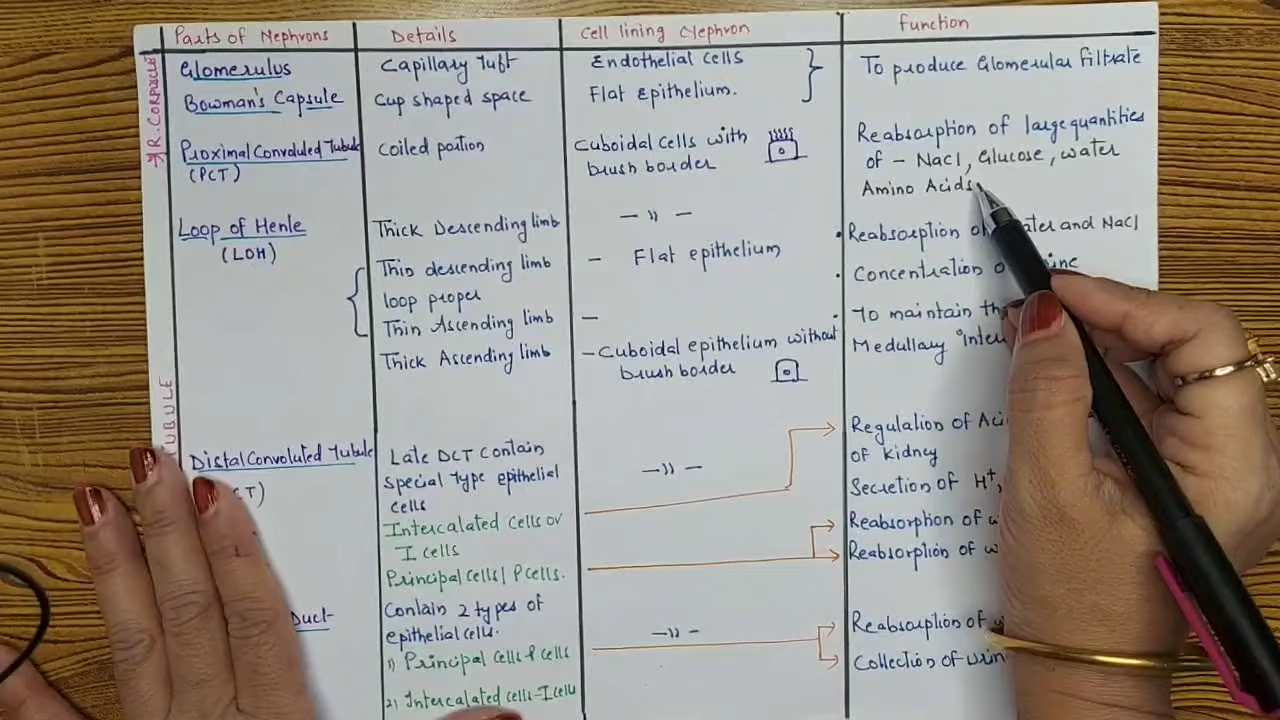 Parts of Nephrons Details Cell lining Nephron Function
R. CORPUSCLE
Glomerulus Capillary Tuft Endothelial cells To produce Glomerular filtrate
Bowman's Capsule Cup shaped space Flat Epithelium.
Proximal Convoluted Tubule Coiled portion Cuboidal Cells with Reabsorption of large quantities
(PCT) brush border of - NaCl, Glucose, water
Amino Acids
Loop of Henle Thick Descending limb — ” — Reabsorption of water and NaCl
(LOH) Thin descending limb - Flat epithelium Concentration of
loop proper
Thin Ascending limb — To maintain
Thick Ascending limb - Cuboidal epithelium without Medullary
brush border
TUBULE
Distal Convoluted Tubule Late DCT Contain — ” — Regulation of
Special Type epithelial of kidney
cells Secretion of H⁺,
Intercalated Cells or Reabsorption of
I cells
Reabsorption of
Principal Cells / P cells.
Duct Contain 2 types of — ” — Reabsorption of
epithelial cells. Collection of
1) Principal Cells P cells
2) Intercalated cells - I cells